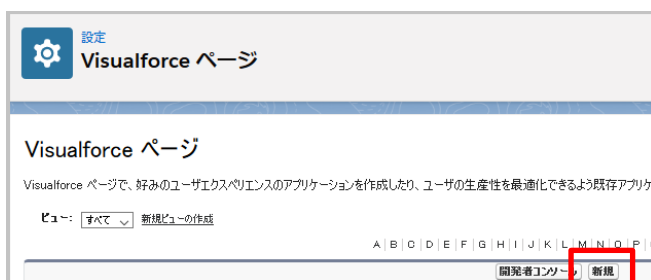 設定
Visualforce ページ
Visualforce ページ
Visualforce ページで、好みのユーザエクスペリエンスのアプリケーションを作成したり、ユーザの生産性を最適化できるよう既存アプリケ
ビュー: すべて 新規ビューの作成
A | B | C | D | E | F | G | H | I | J | K | L | M | N | O | P |
開発者コンソール 新規